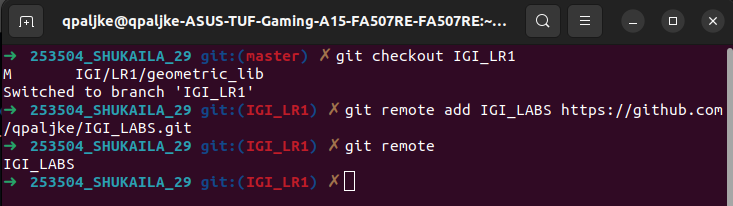 qpaljke@qpaljke-ASUS-TUF-Gaming-A15-FA507RE-FA507RE:~...
➜  253504_SHUKAILA_29 git:(master) ✗ git checkout IGI_LR1
M       IGI/LR1/geometric_lib
Switched to branch 'IGI_LR1'
➜  253504_SHUKAILA_29 git:(IGI_LR1) ✗ git remote add IGI_LABS https://github.com
/qpaljke/IGI_LABS.git
➜  253504_SHUKAILA_29 git:(IGI_LR1) ✗ git remote
IGI_LABS
➜  253504_SHUKAILA_29 git:(IGI_LR1) ✗